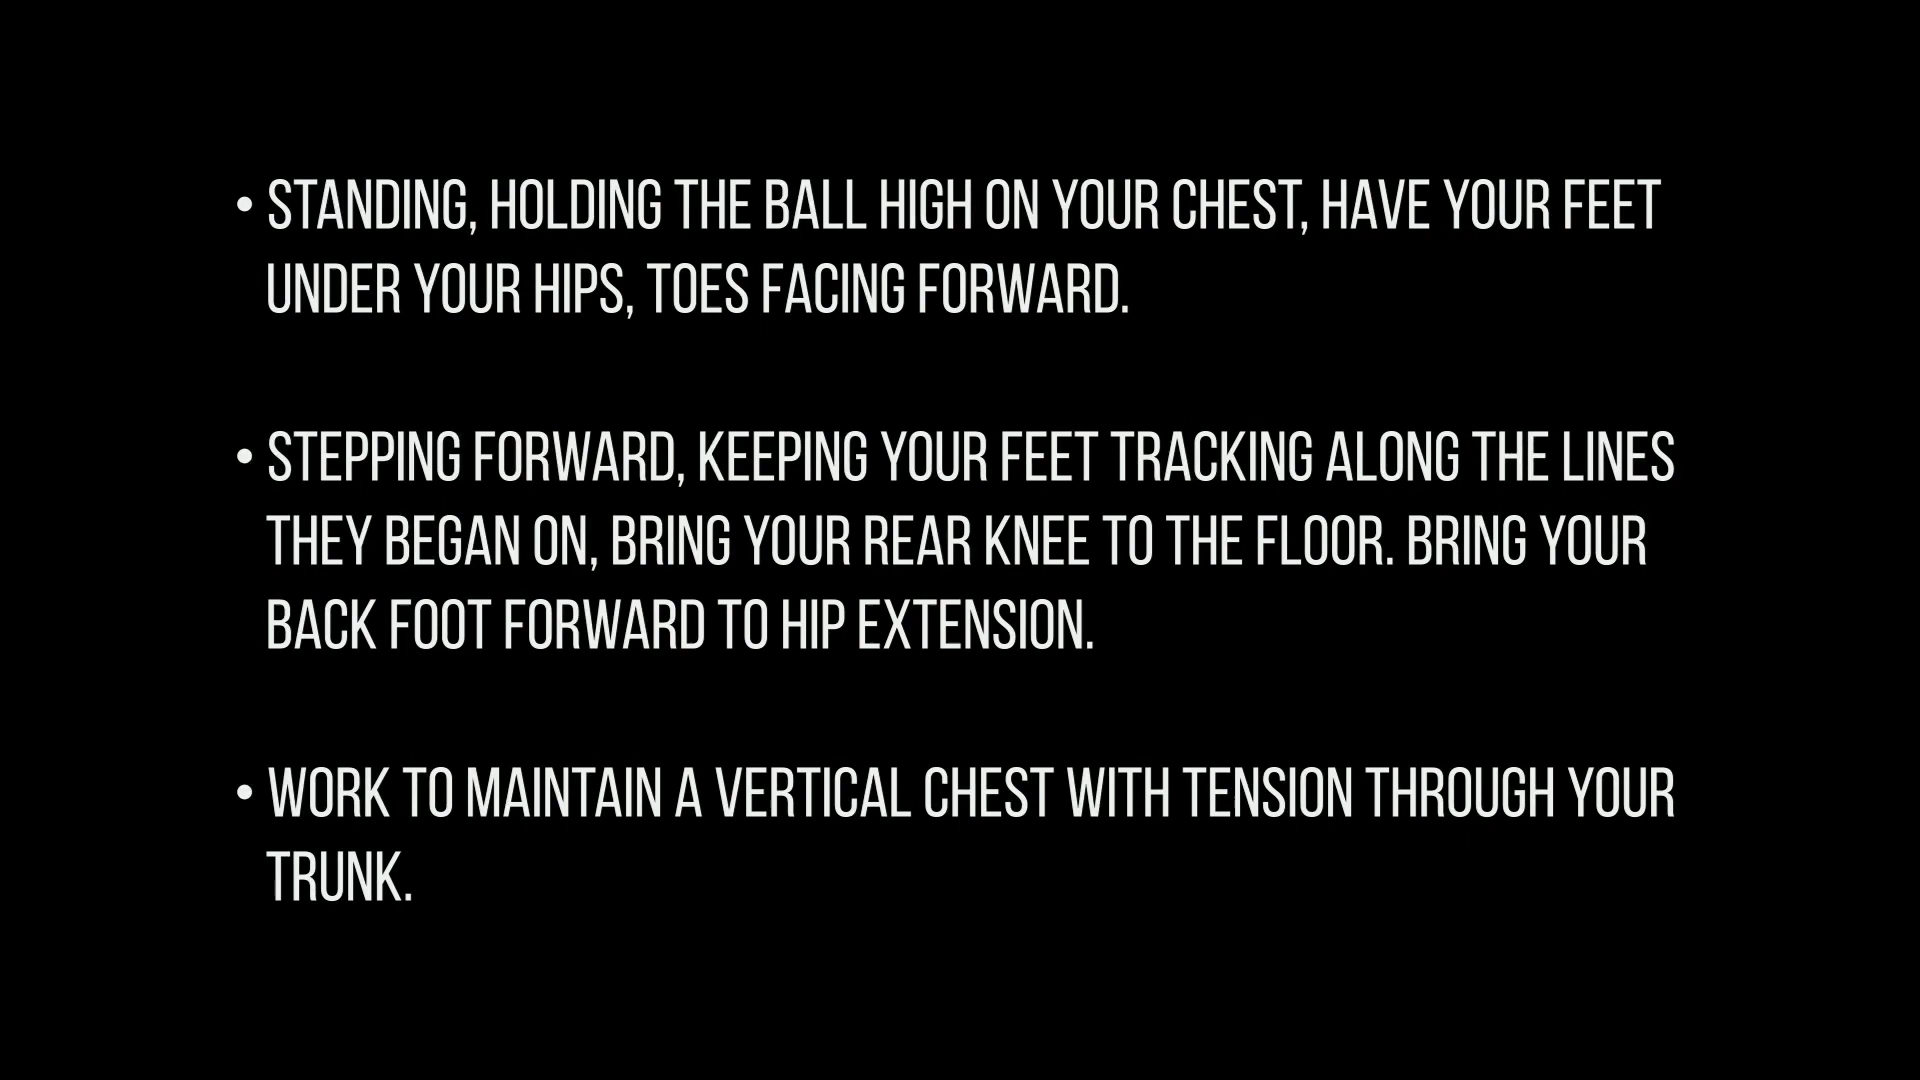 • STANDING, HOLDING THE BALL HIGH ON YOUR CHEST, HAVE YOUR FEET
UNDER YOUR HIPS, TOES FACING FORWARD.
• STEPPING FORWARD, KEEPING YOUR FEET TRACKING ALONG THE LINES
THEY BEGAN ON, BRING YOUR REAR KNEE TO THE FLOOR. BRING YOUR
BACK FOOT FORWARD TO HIP EXTENSION.
• WORK TO MAINTAIN A VERTICAL CHEST WITH TENSION THROUGH YOUR
TRUNK.